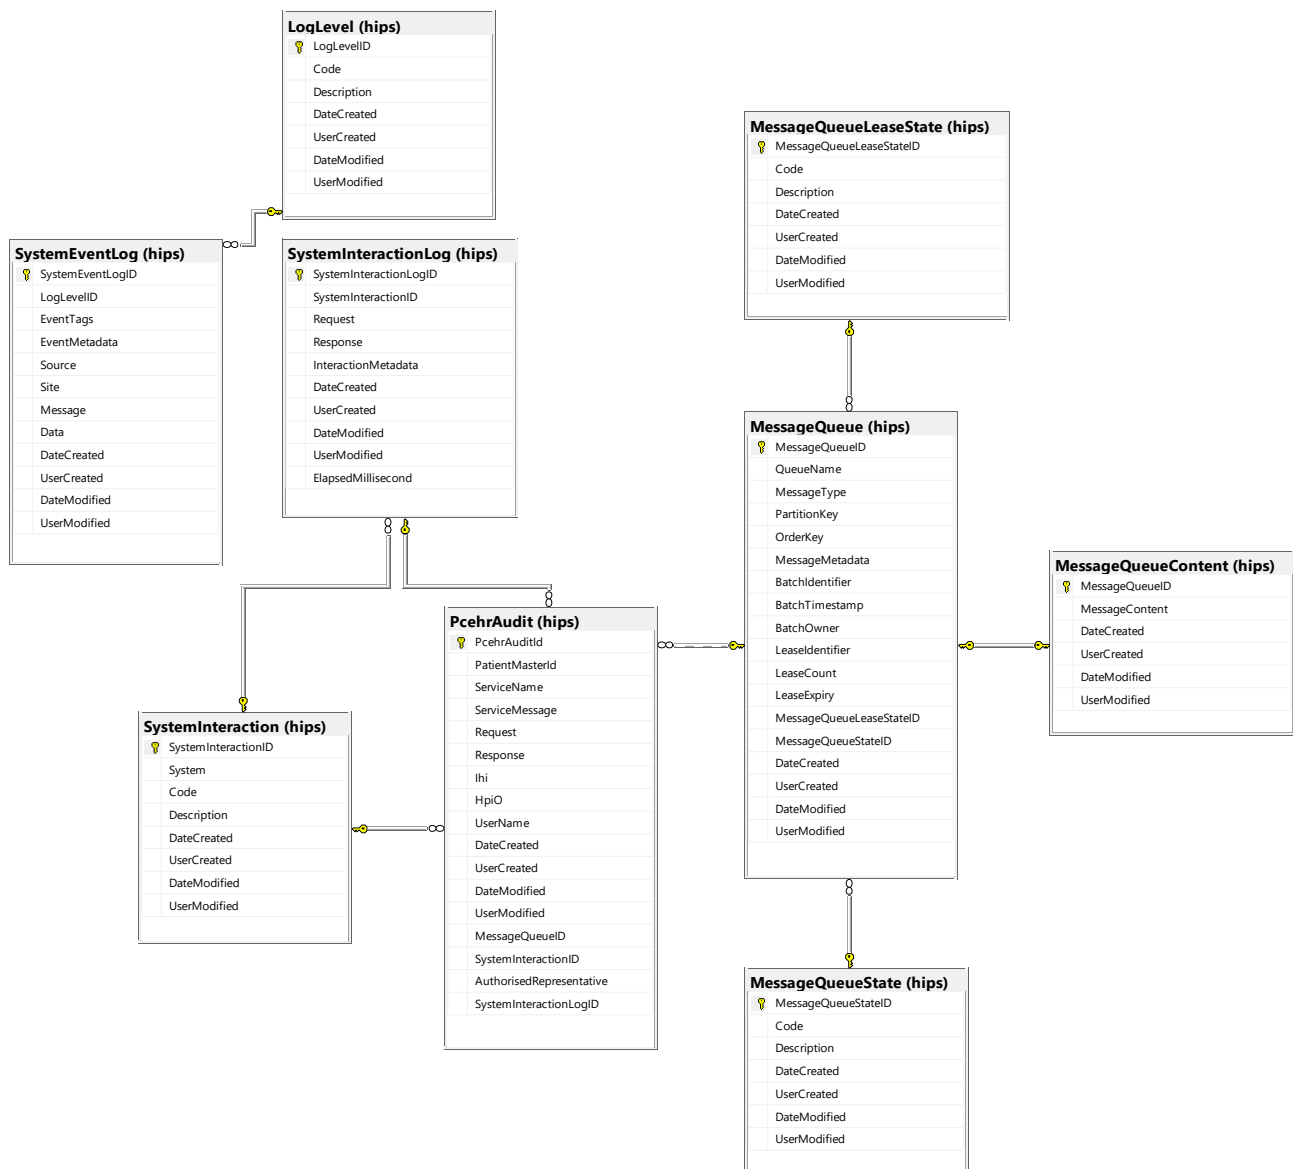 LogLevel (hips)
LogLevelID
Code
Description
DateCreated
UserCreated
DateModified
UserModified
SystemEventLog (hips)
SystemEventLogID
LogLevelID
EventTags
EventMetadata
Source
Site
Message
Data
DateCreated
UserCreated
DateModified
UserModified
SystemInteractionLog (hips)
SystemInteractionLogID
SystemInteractionID
Request
Response
InteractionMetadata
DateCreated
UserCreated
DateModified
UserModified
ElapsedMillisecond
SystemInteraction (hips)
SystemInteractionID
System
Code
Description
DateCreated
UserCreated
DateModified
UserModified
PcehrAudit (hips)
PcehrAuditId
PatientMasterId
ServiceName
ServiceMessage
Request
Response
Ihi
HpiO
UserName
DateCreated
UserCreated
DateModified
UserModified
MessageQueueID
SystemInteractionID
AuthorisedRepresentative
SystemInteractionLogID
MessageQueueLeaseState (hips)
MessageQueueLeaseStateID
Code
Description
DateCreated
UserCreated
DateModified
UserModified
MessageQueue (hips)
MessageQueueID
QueueName
MessageType
PartitionKey
OrderKey
MessageMetadata
BatchIdentifier
BatchTimestamp
BatchOwner
LeaseIdentifier
LeaseCount
LeaseExpiry
MessageQueueLeaseStateID
MessageQueueStateID
DateCreated
UserCreated
DateModified
UserModified
MessageQueueContent (hips)
MessageQueueID
MessageContent
DateCreated
UserCreated
DateModified
UserModified
MessageQueueState (hips)
MessageQueueStateID
Code
Description
DateCreated
UserCreated
DateModified
UserModified